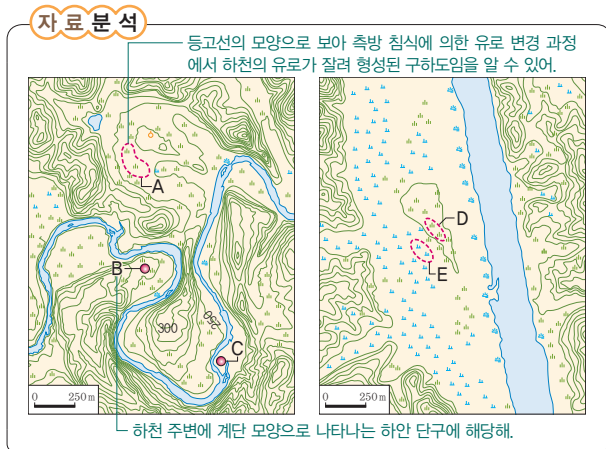 자료분석
등고선의 모양으로 보아 측방 침식에 의한 유로 변경 과정
에서 하천의 유로가 잘려 형성된 구하도임을 알 수 있어.
A
B
300
250
C
0 250m
D
E
0 250m
하천 주변에 계단 모양으로 나타나는 하안 단구에 해당해.